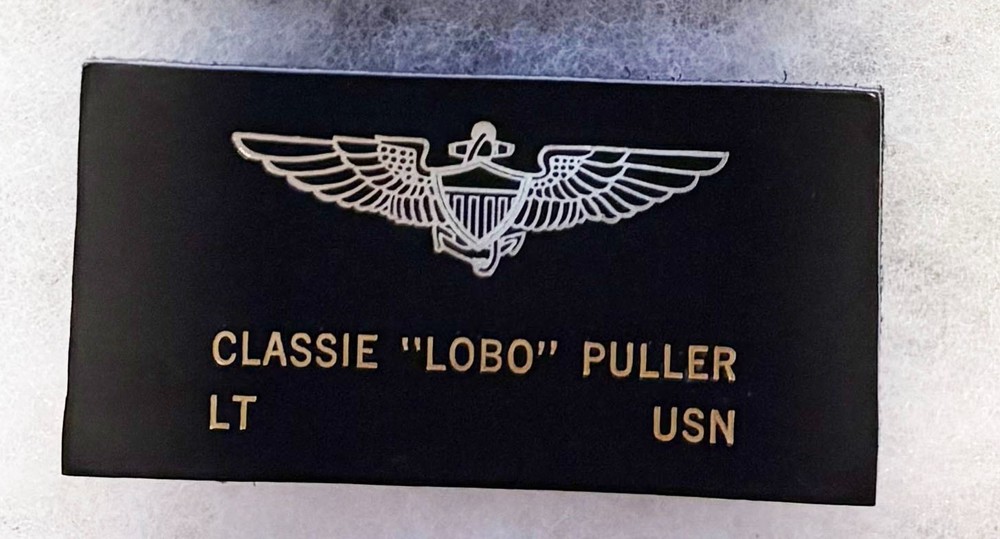 CLASSIE "LOBO" PULLER
LT USN